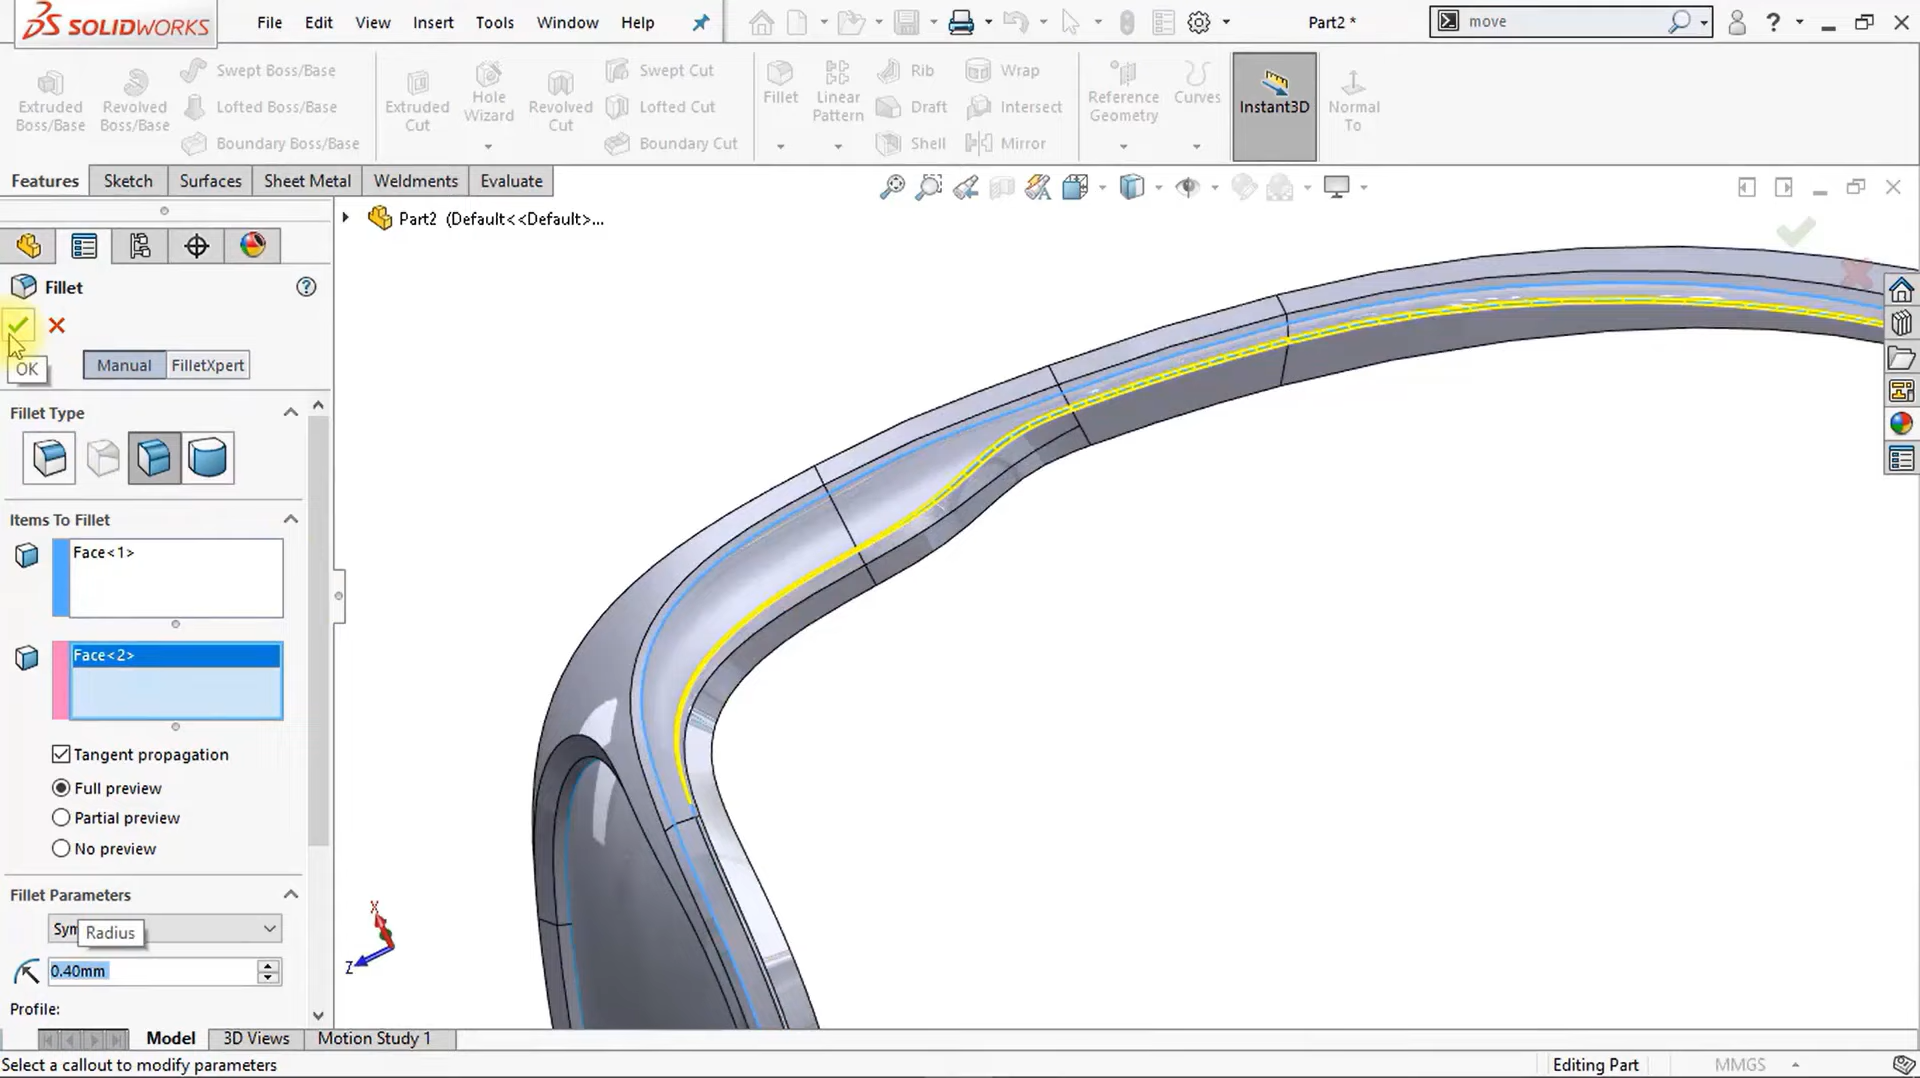 SOLIDWORKS
File Edit View Insert Tools Window Help
Part2 *
move
Extruded Boss/Base
Revolved Boss/Base
Swept Boss/Base
Lofted Boss/Base
Boundary Boss/Base
Extruded Cut
Hole Wizard
Revolved Cut
Swept Cut
Lofted Cut
Boundary Cut
Fillet
Linear Pattern
Rib
Draft
Shell
Wrap
Intersect
Mirror
Reference Geometry
Curves
Instant3D
Normal To
Features Sketch Surfaces Sheet Metal Weldments Evaluate
Part2 (Default<<Default>...
Fillet
OK
Manual FilletXpert
Fillet Type
Items To Fillet
Face<1>
Face<2>
Tangent propagation
Full preview
Partial preview
No preview
Fillet Parameters
Sym
Radius
0.40mm
Profile:
X
Z
Model 3D Views Motion Study 1
Select a callout to modify parameters
Editing Part
MMGS